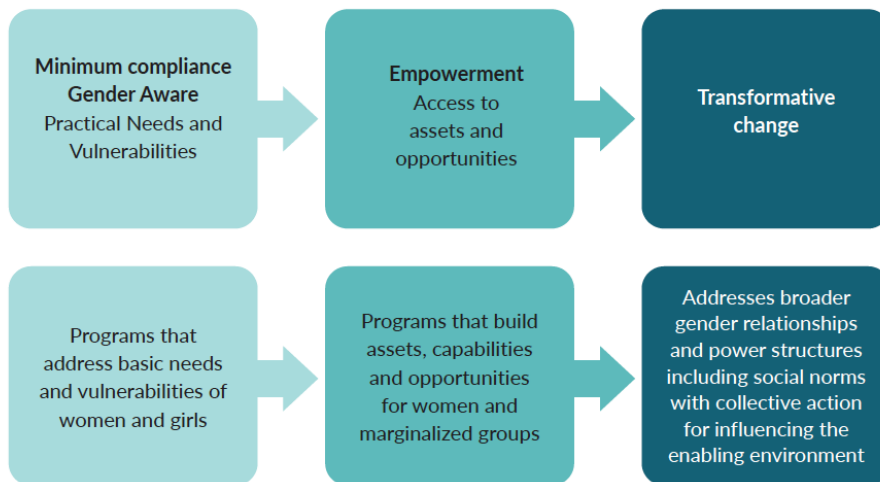 Minimum compliance
Gender Aware
Practical Needs and
Vulnerabilities
Empowerment
Access to
assets and
opportunities
Transformative
change
Programs that
address basic needs
and vulnerabilities of
women and girls
Programs that build
assets, capabilities
and opportunities
for women and
marginalized groups
Addresses broader
gender relationships
and power structures
including social norms
with collective action
for influencing the
enabling environment